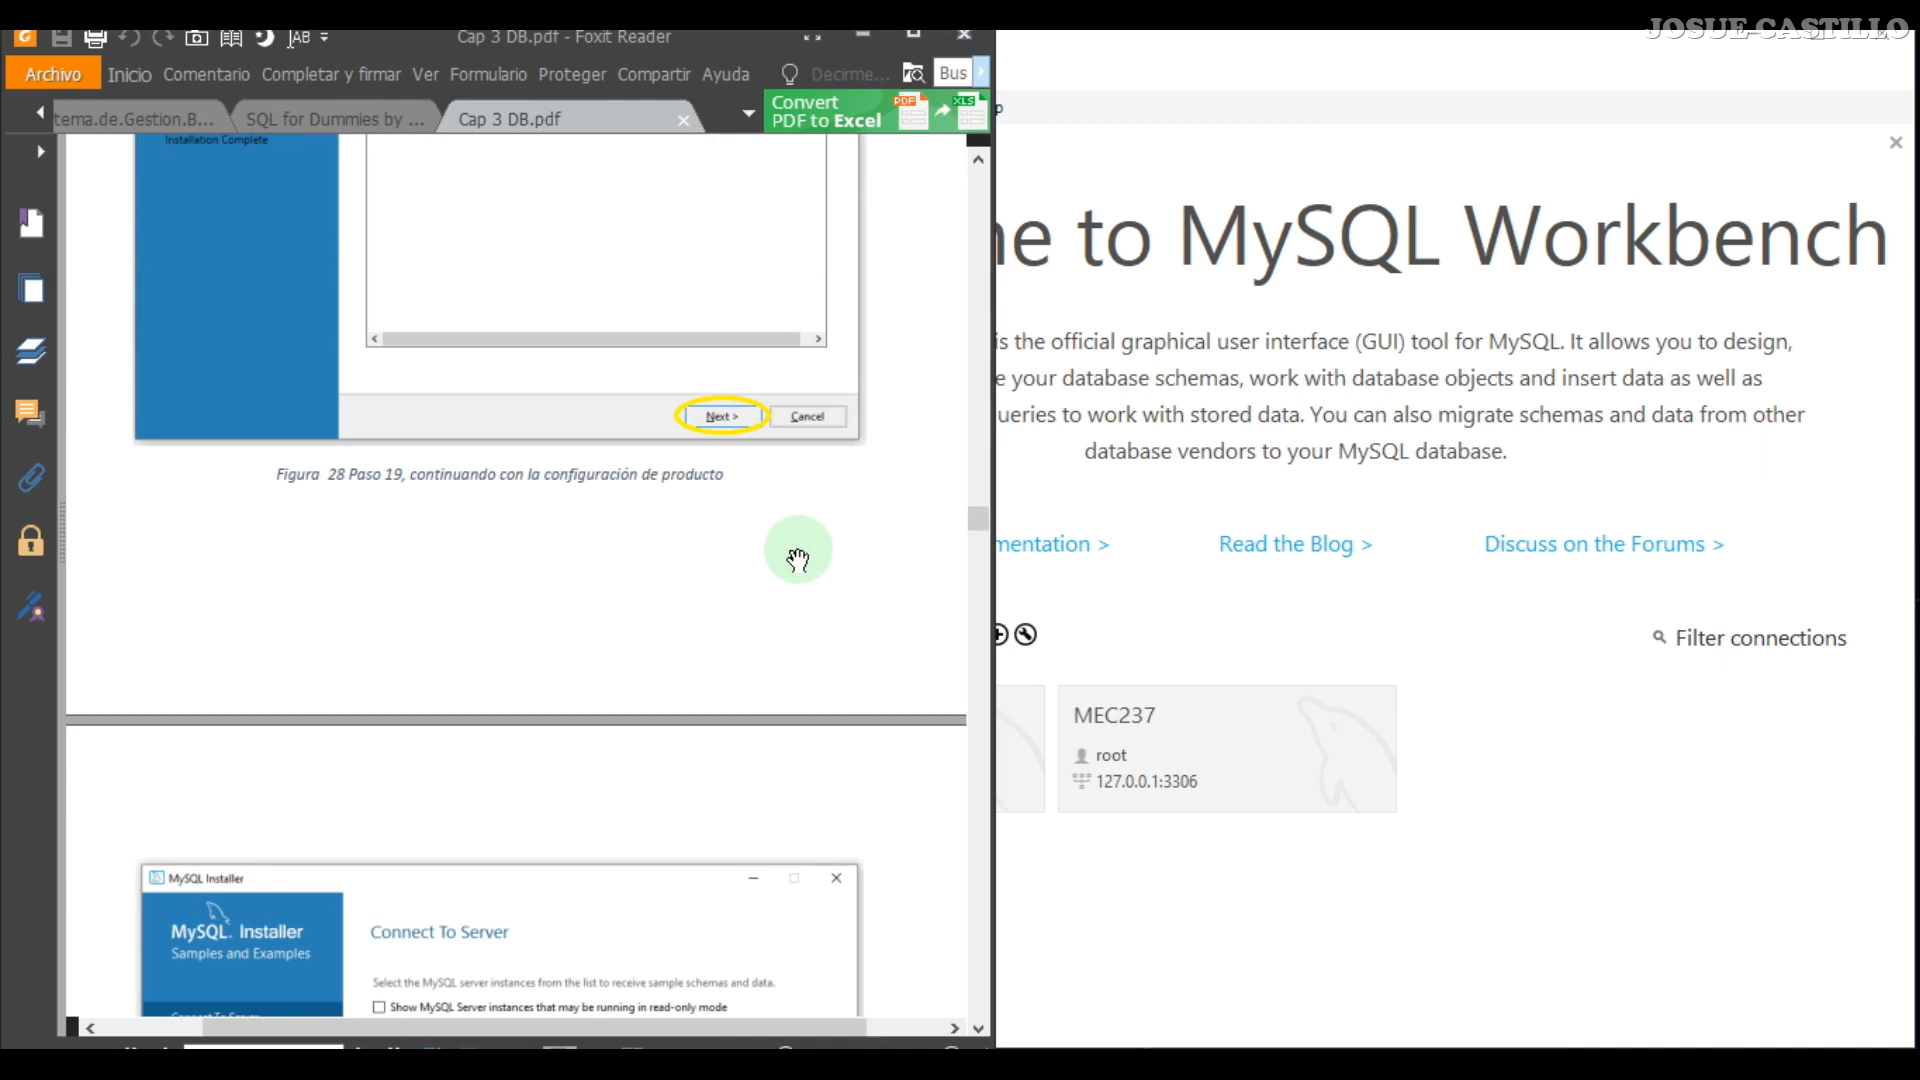 JOSUE CASTILLO
Cap 3 DB.pdf - Foxit Reader
Archivo Inicio Comentario Completar y firmar Ver Formulario Proteger Compartir Ayuda Decirme... Bus
tema.de.Gestion.B... SQL for Dummies by ... Cap 3 DB.pdf
Convert
PDF to Excel
PDF XLS
Installation Complete
Next > Cancel
Figura 28 Paso 19, continuando con la configuración de producto
MySQL Installer
MySQL. Installer
Samples and Examples
Connect To Server
Select the MySQL server instances from the list to receive sample schemas and data.
Show MySQL Server instances that may be running in read-only mode
Connect To Server
p
ne to MySQL Workbench
is the official graphical user interface (GUI) tool for MySQL. It allows you to design,
e your database schemas, work with database objects and insert data as well as
ueries to work with stored data. You can also migrate schemas and data from other
database vendors to your MySQL database.
mentation > Read the Blog > Discuss on the Forums >
Filter connections
MEC237
root
127.0.0.1:3306